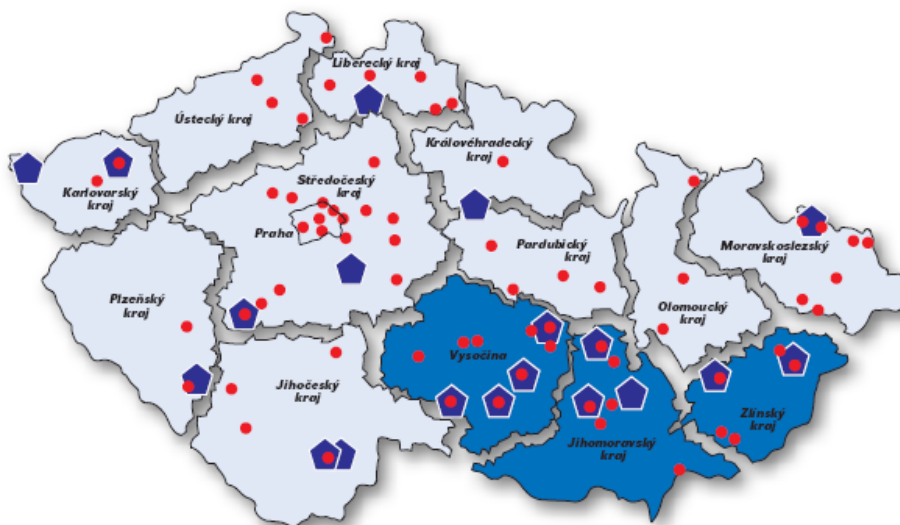 Liberecký kraj
Ústecký kraj
Královéhradecký
kraj
Karlovarský
kraj
Středočeský
kraj
Praha
Pardubický
kraj
Moravskoslezský
kraj
Plzeňský
kraj
Olomoucký
kraj
Vysočina
Jihočeský
kraj
Zlínský
kraj
Jihomoravský
kraj